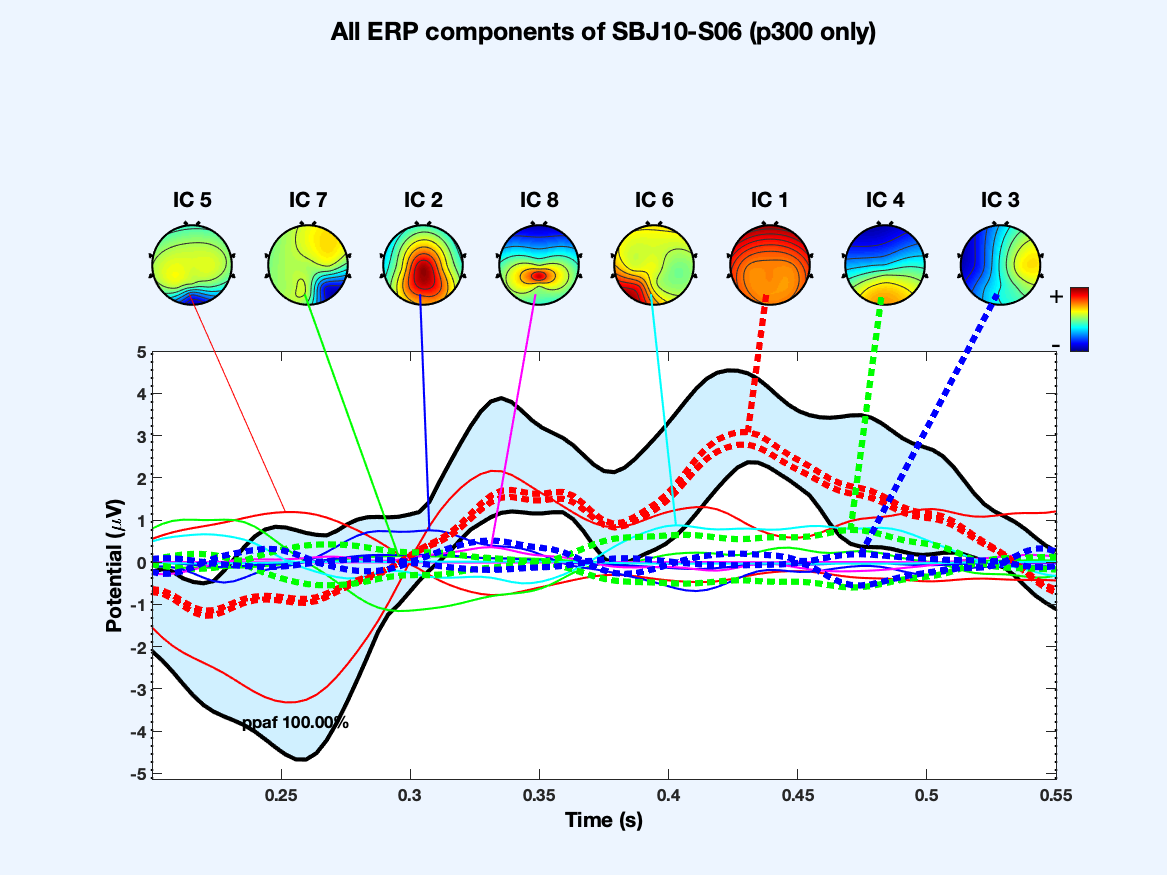 All ERP components of SBJ10-S06 (p300 only)
IC 5 IC 7 IC 2 IC 8 IC 6 IC 1 IC 4 IC 3
+
-
5
4
3
2
1
0
-1
-2
-3
-4
-5
Potential (μV)
ppaf 100.00%
0.25 0.3 0.35 0.4 0.45 0.5 0.55
Time (s)